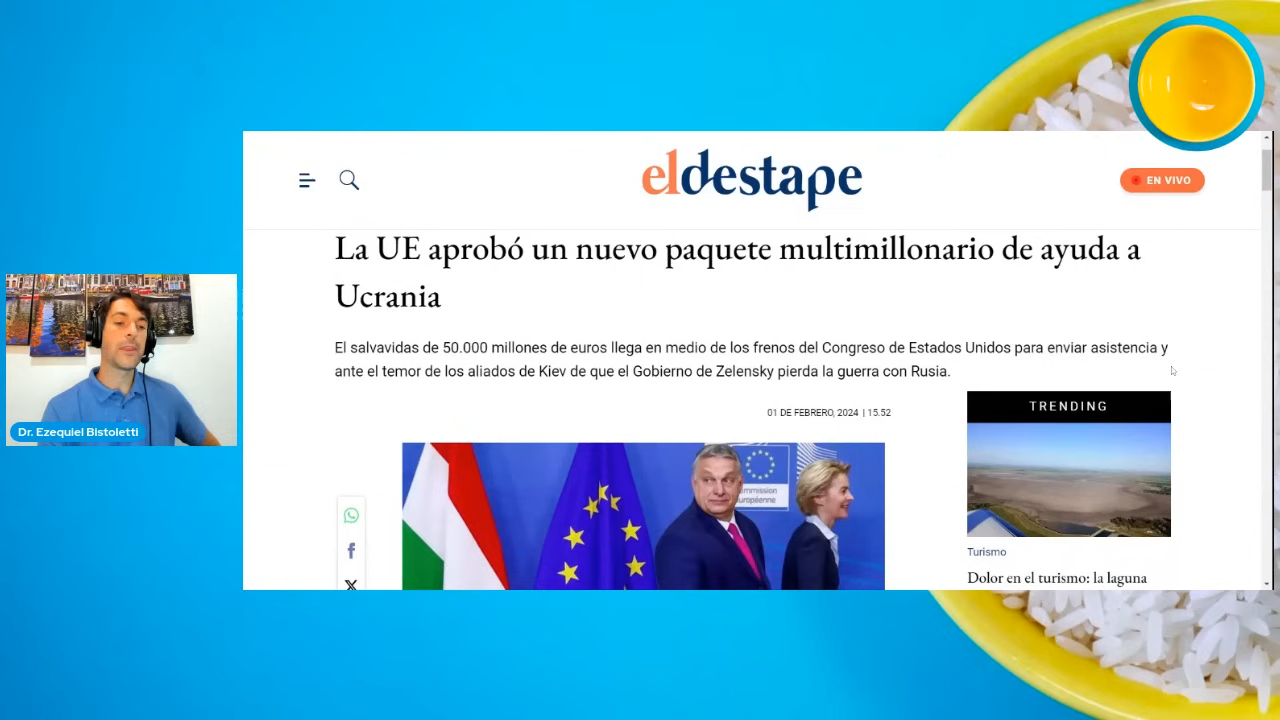 eldestape
EN VIVO
La UE aprobó un nuevo paquete multimillonario de ayuda a
Ucrania
El salvavidas de 50.000 millones de euros llega en medio de los frenos del Congreso de Estados Unidos para enviar asistencia y
ante el temor de los aliados de Kiev de que el Gobierno de Zelensky pierda la guerra con Rusia.
01 DE FEBRERO, 2024 | 15.52
TRENDING
Turismo
Dolor en el turismo: la laguna
Dr. Ezequiel Bistoletti
européenne